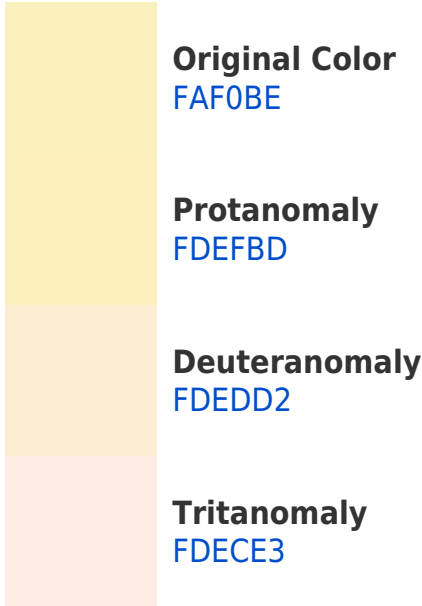 Original Color
FAF0BE
Protanomaly
FDEFBD
Deuteranomaly
FDEDD2
Tritanomaly
FDECE3